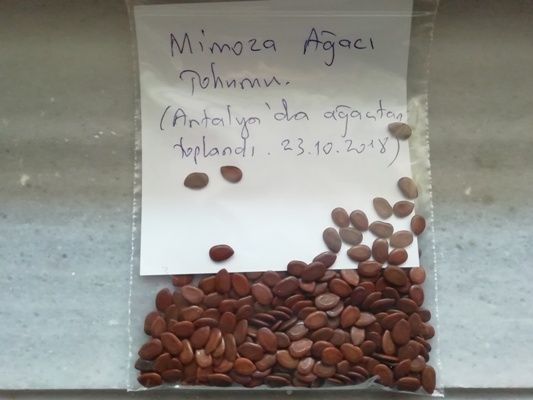 Mimoza Ağacı
Tohumu.
(Antalya'da ağaçtan
toplandı. 23.10.2018)